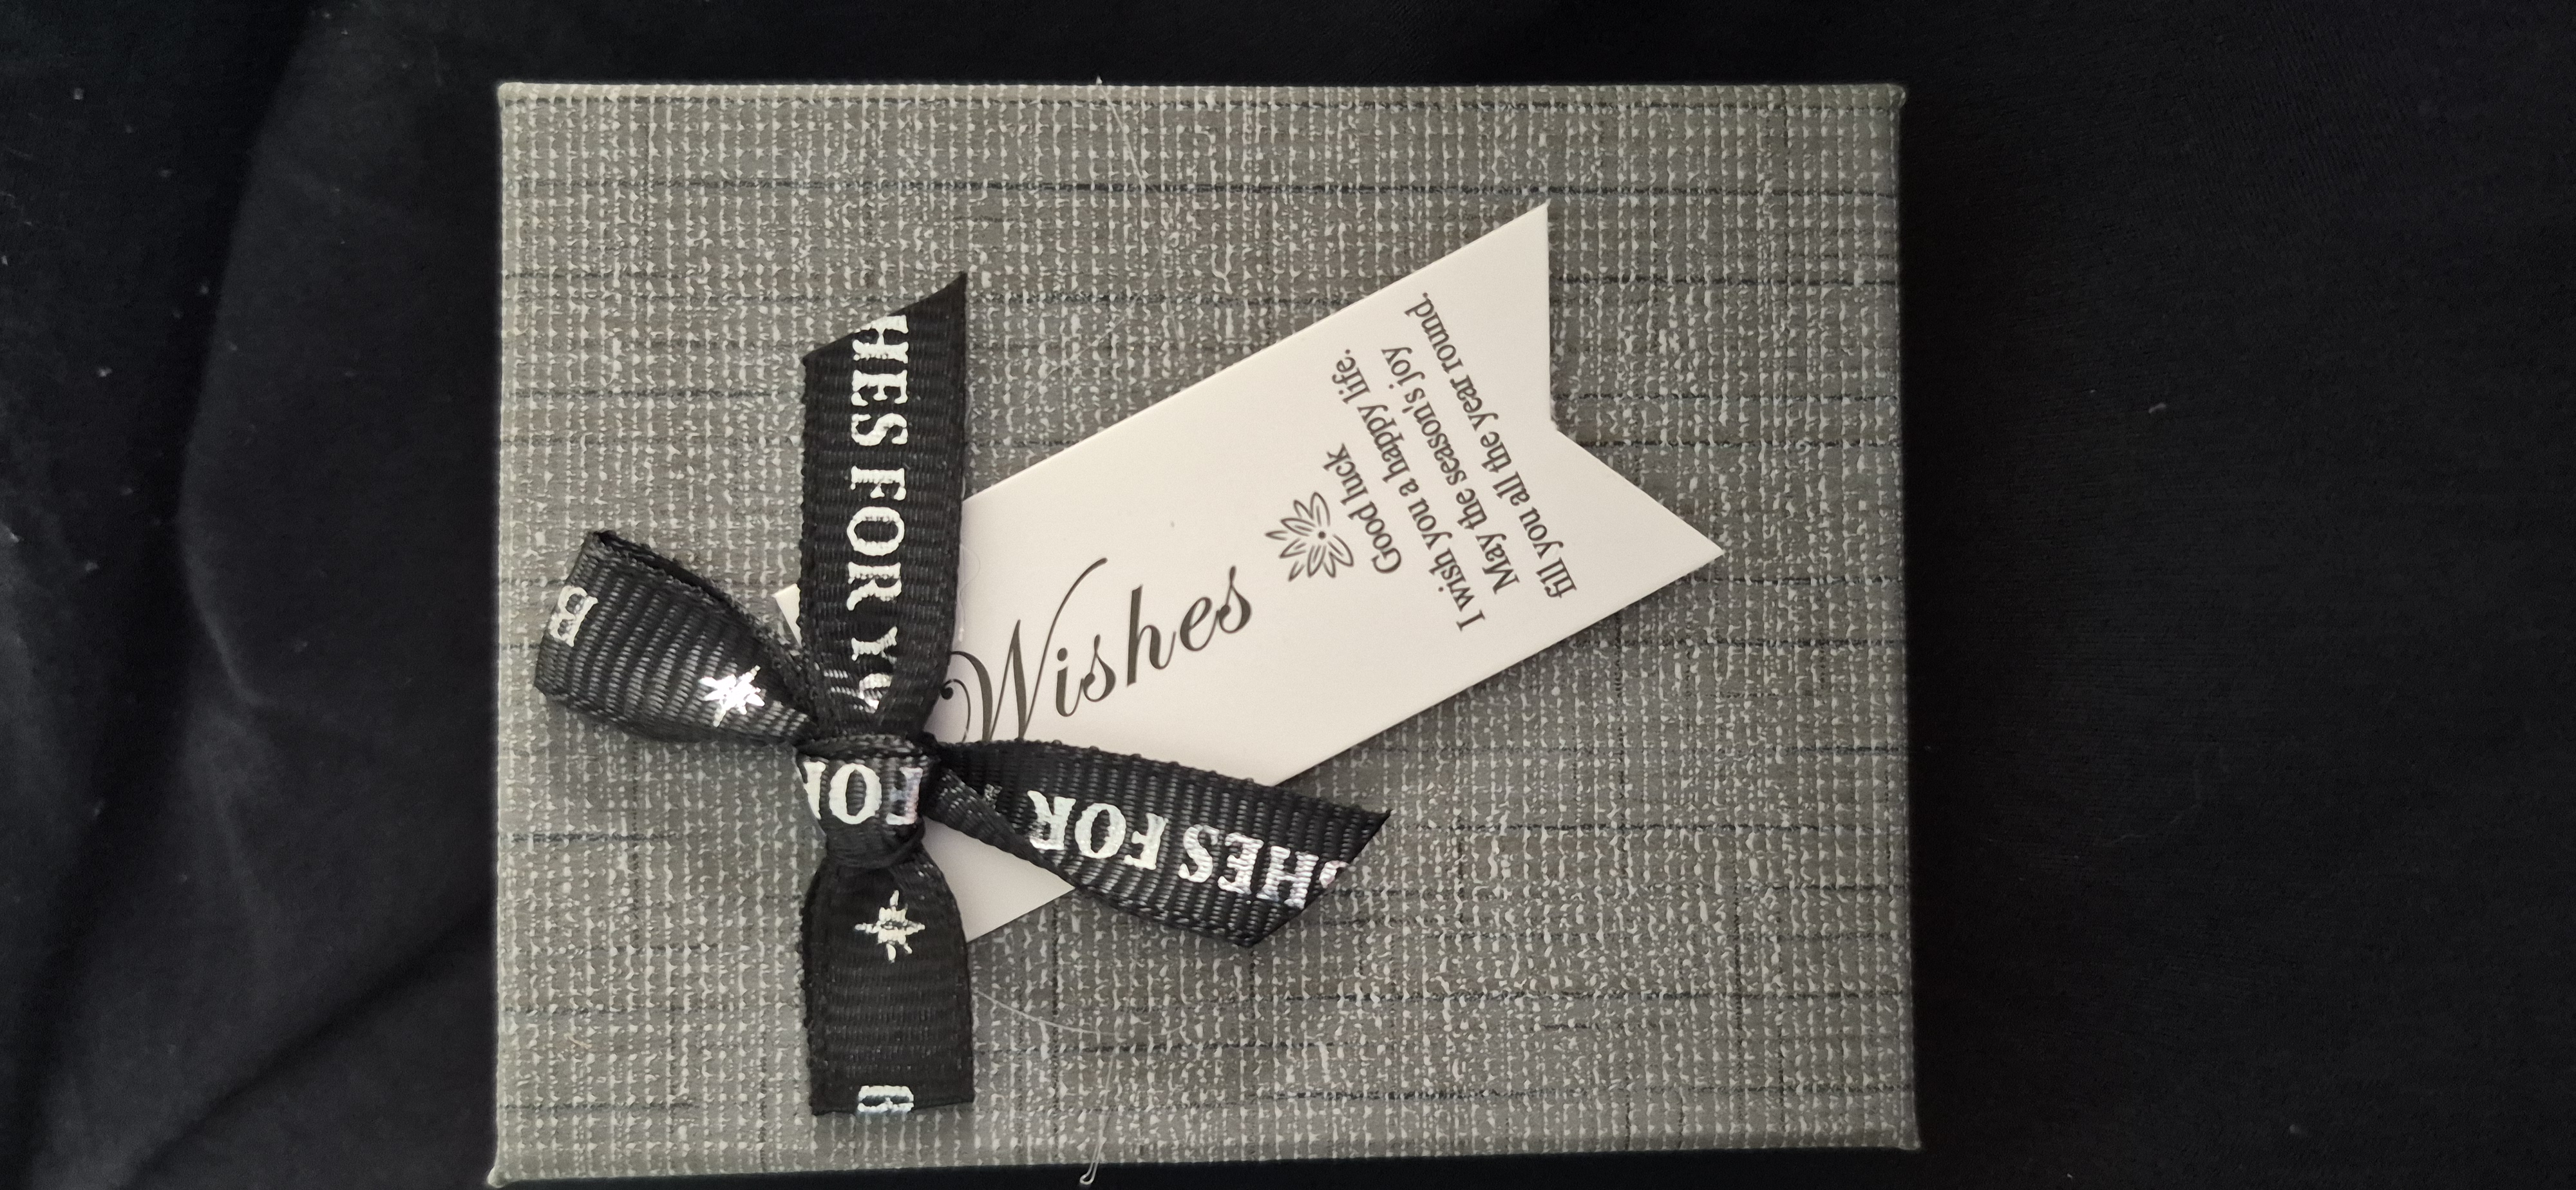 Wishes
Good luck
I wish you a happy life.
May the season's joy
fill you all the year round.
HES FOR
FOR
HES FOR